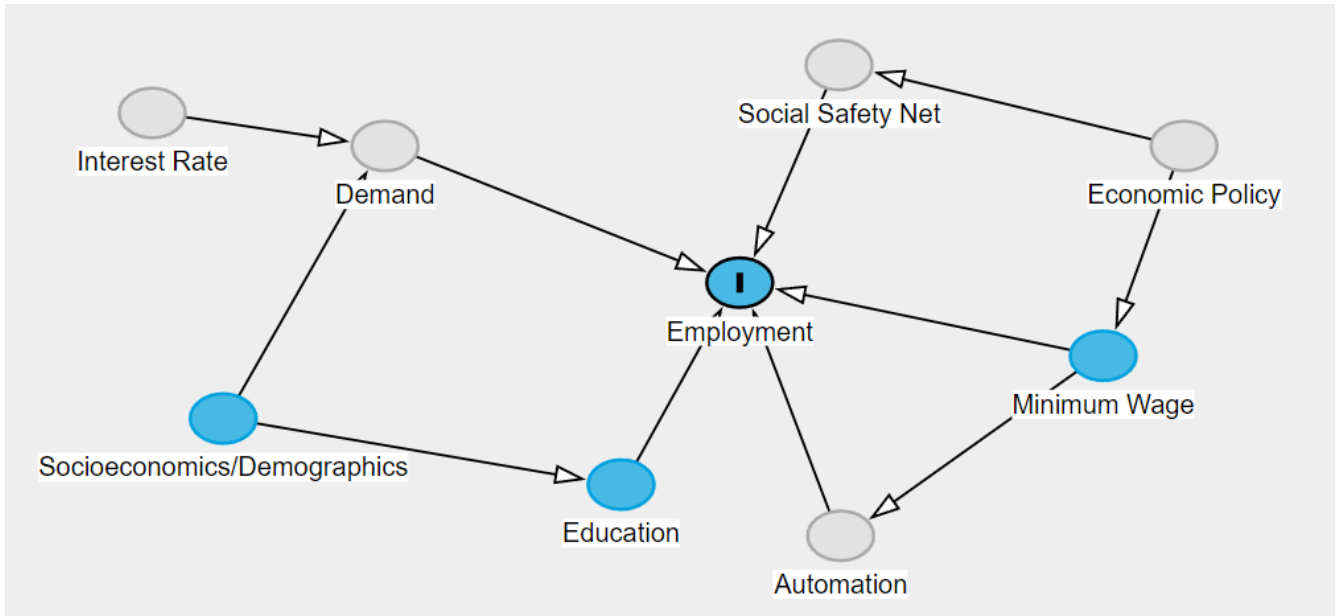 Social Safety Net
Interest Rate
Demand
Economic Policy
I
Employment
Minimum Wage
Socioeconomics/Demographics
Education
Automation